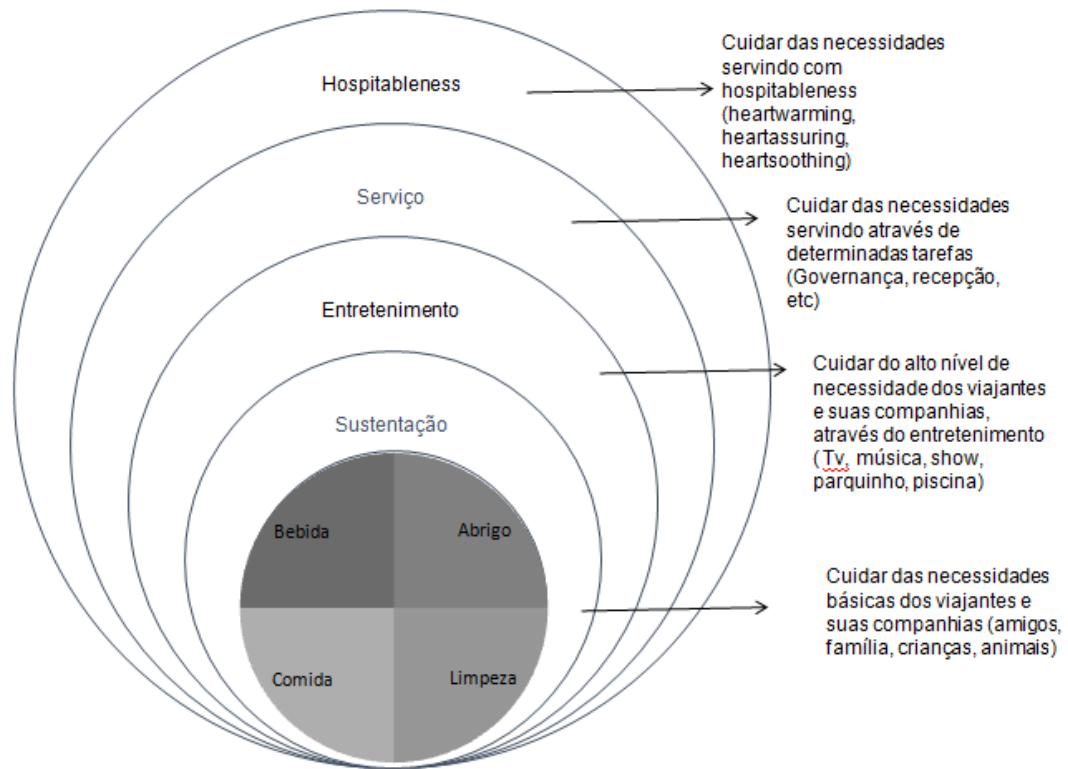 Hospitableness
Cuidar das necessidades
servindo com
hospitableness
(heartwarming,
heartassuring,
heartsoothing)
Serviço
Cuidar das necessidades
servindo através de
determinadas tarefas
(Governança, recepção,
etc)
Entretenimento
Cuidar do alto nível de
necessidade dos viajantes
e suas companhias,
através do entretenimento
( Tv, música, show,
parquinho, piscina)
Sustentação
Bebida
Abrigo
Comida
Limpeza
Cuidar das necessidades
básicas dos viajantes e
suas companhias (amigos,
família, crianças, animais)